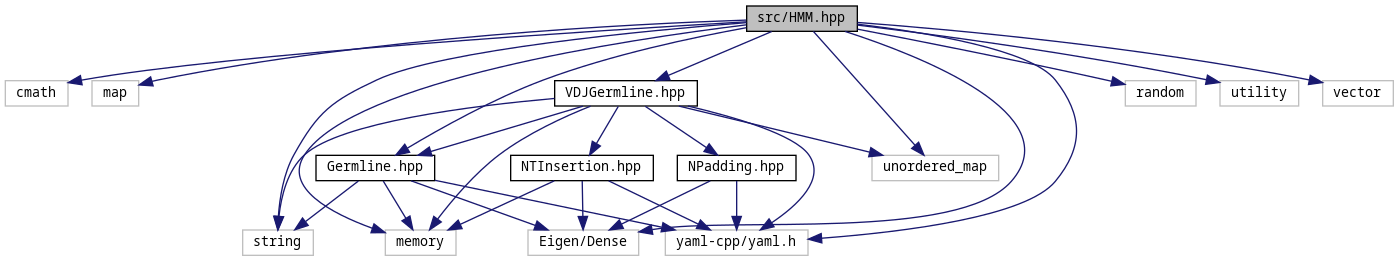 src/HMM.hpp
cmath
map
VDJGermline.hpp
random
utility
vector
Germline.hpp
NTInsertion.hpp
NPadding.hpp
unordered_map
string
memory
Eigen/Dense
yaml-cpp/yaml.h